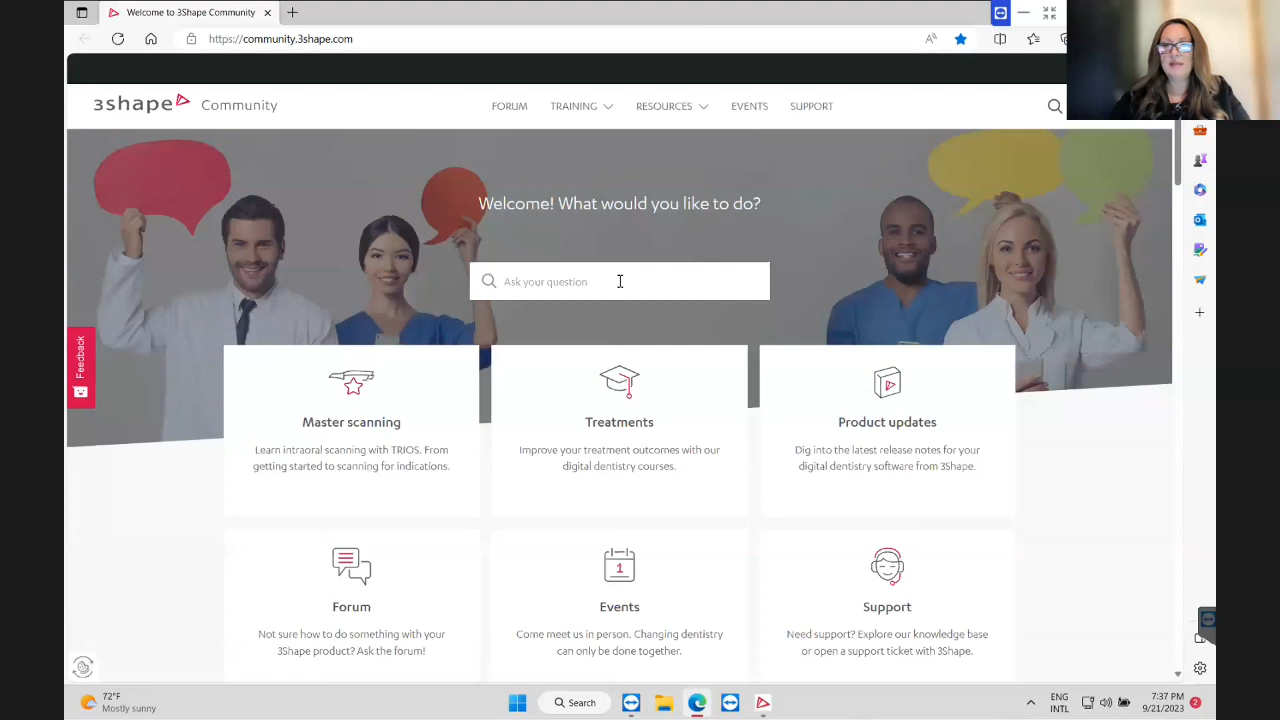 Welcome to 3Shape Community
https://community.3shape.com
3shape Community
FORUM TRAINING RESOURCES EVENTS SUPPORT
Welcome! What would you like to do?
Ask your question
Feedback
Master scanning
Learn intraoral scanning with TRIOS. From
getting started to scanning for indications.
Treatments
Improve your treatment outcomes with our
digital dentistry courses.
Product updates
Dig into the latest release notes for your
digital dentistry software from 3Shape.
Forum
Not sure how to do something with your
3Shape product? Ask the forum!
1
Events
Come meet us in person. Changing dentistry
can only be done together.
Support
Need support? Explore our knowledge base
or open a support ticket with 3Shape.
72°F
Mostly sunny
Search
ENG
INTL
7:37 PM
9/21/2023
2